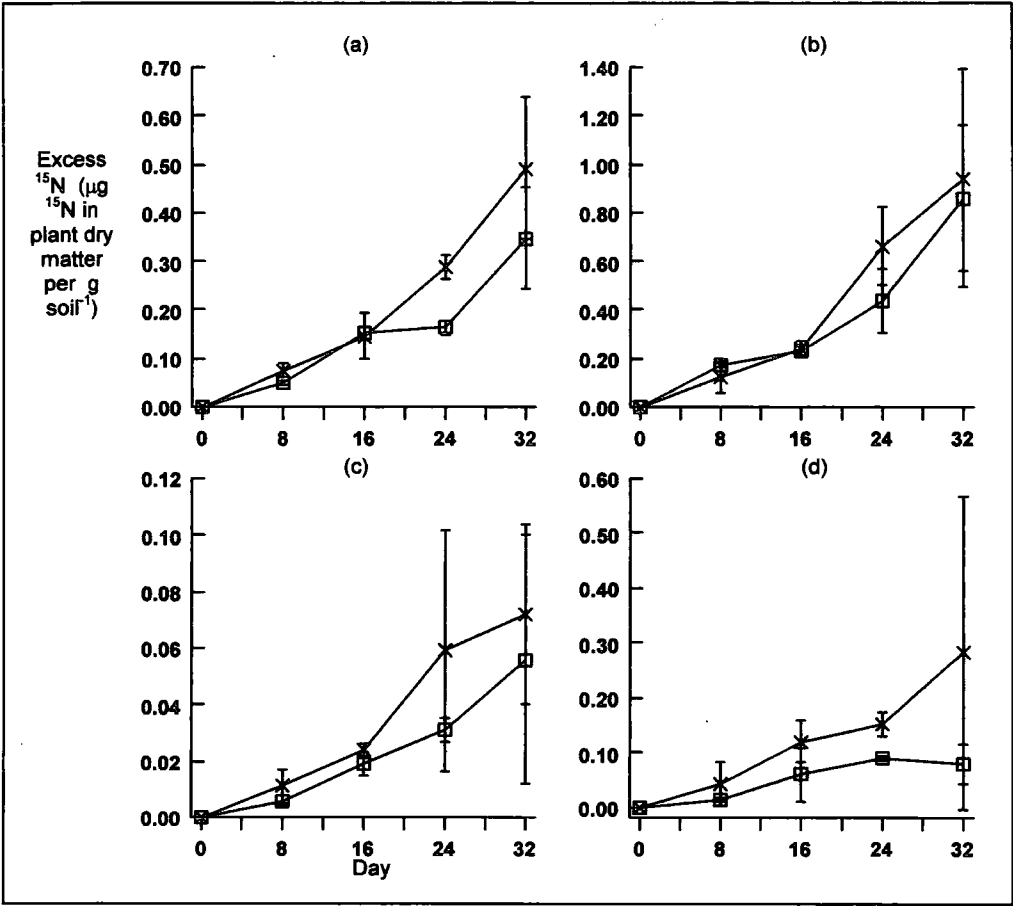 (a)
(b)
0.70
0.60
0.50
0.40
0.30
0.20
0.10
0.00
Excess
¹⁵N (µg
¹⁵N in
plant dry
matter
per g
soil⁻¹)
0 8 16 24 32
1.40
1.20
1.00
0.80
0.60
0.40
0.20
0.00
0 8 16 24 32
(c)
(d)
0.12
0.10
0.08
0.06
0.04
0.02
0.00
0 8 16 24 32
Day
0.60
0.50
0.40
0.30
0.20
0.10
0.00
0 8 16 24 32